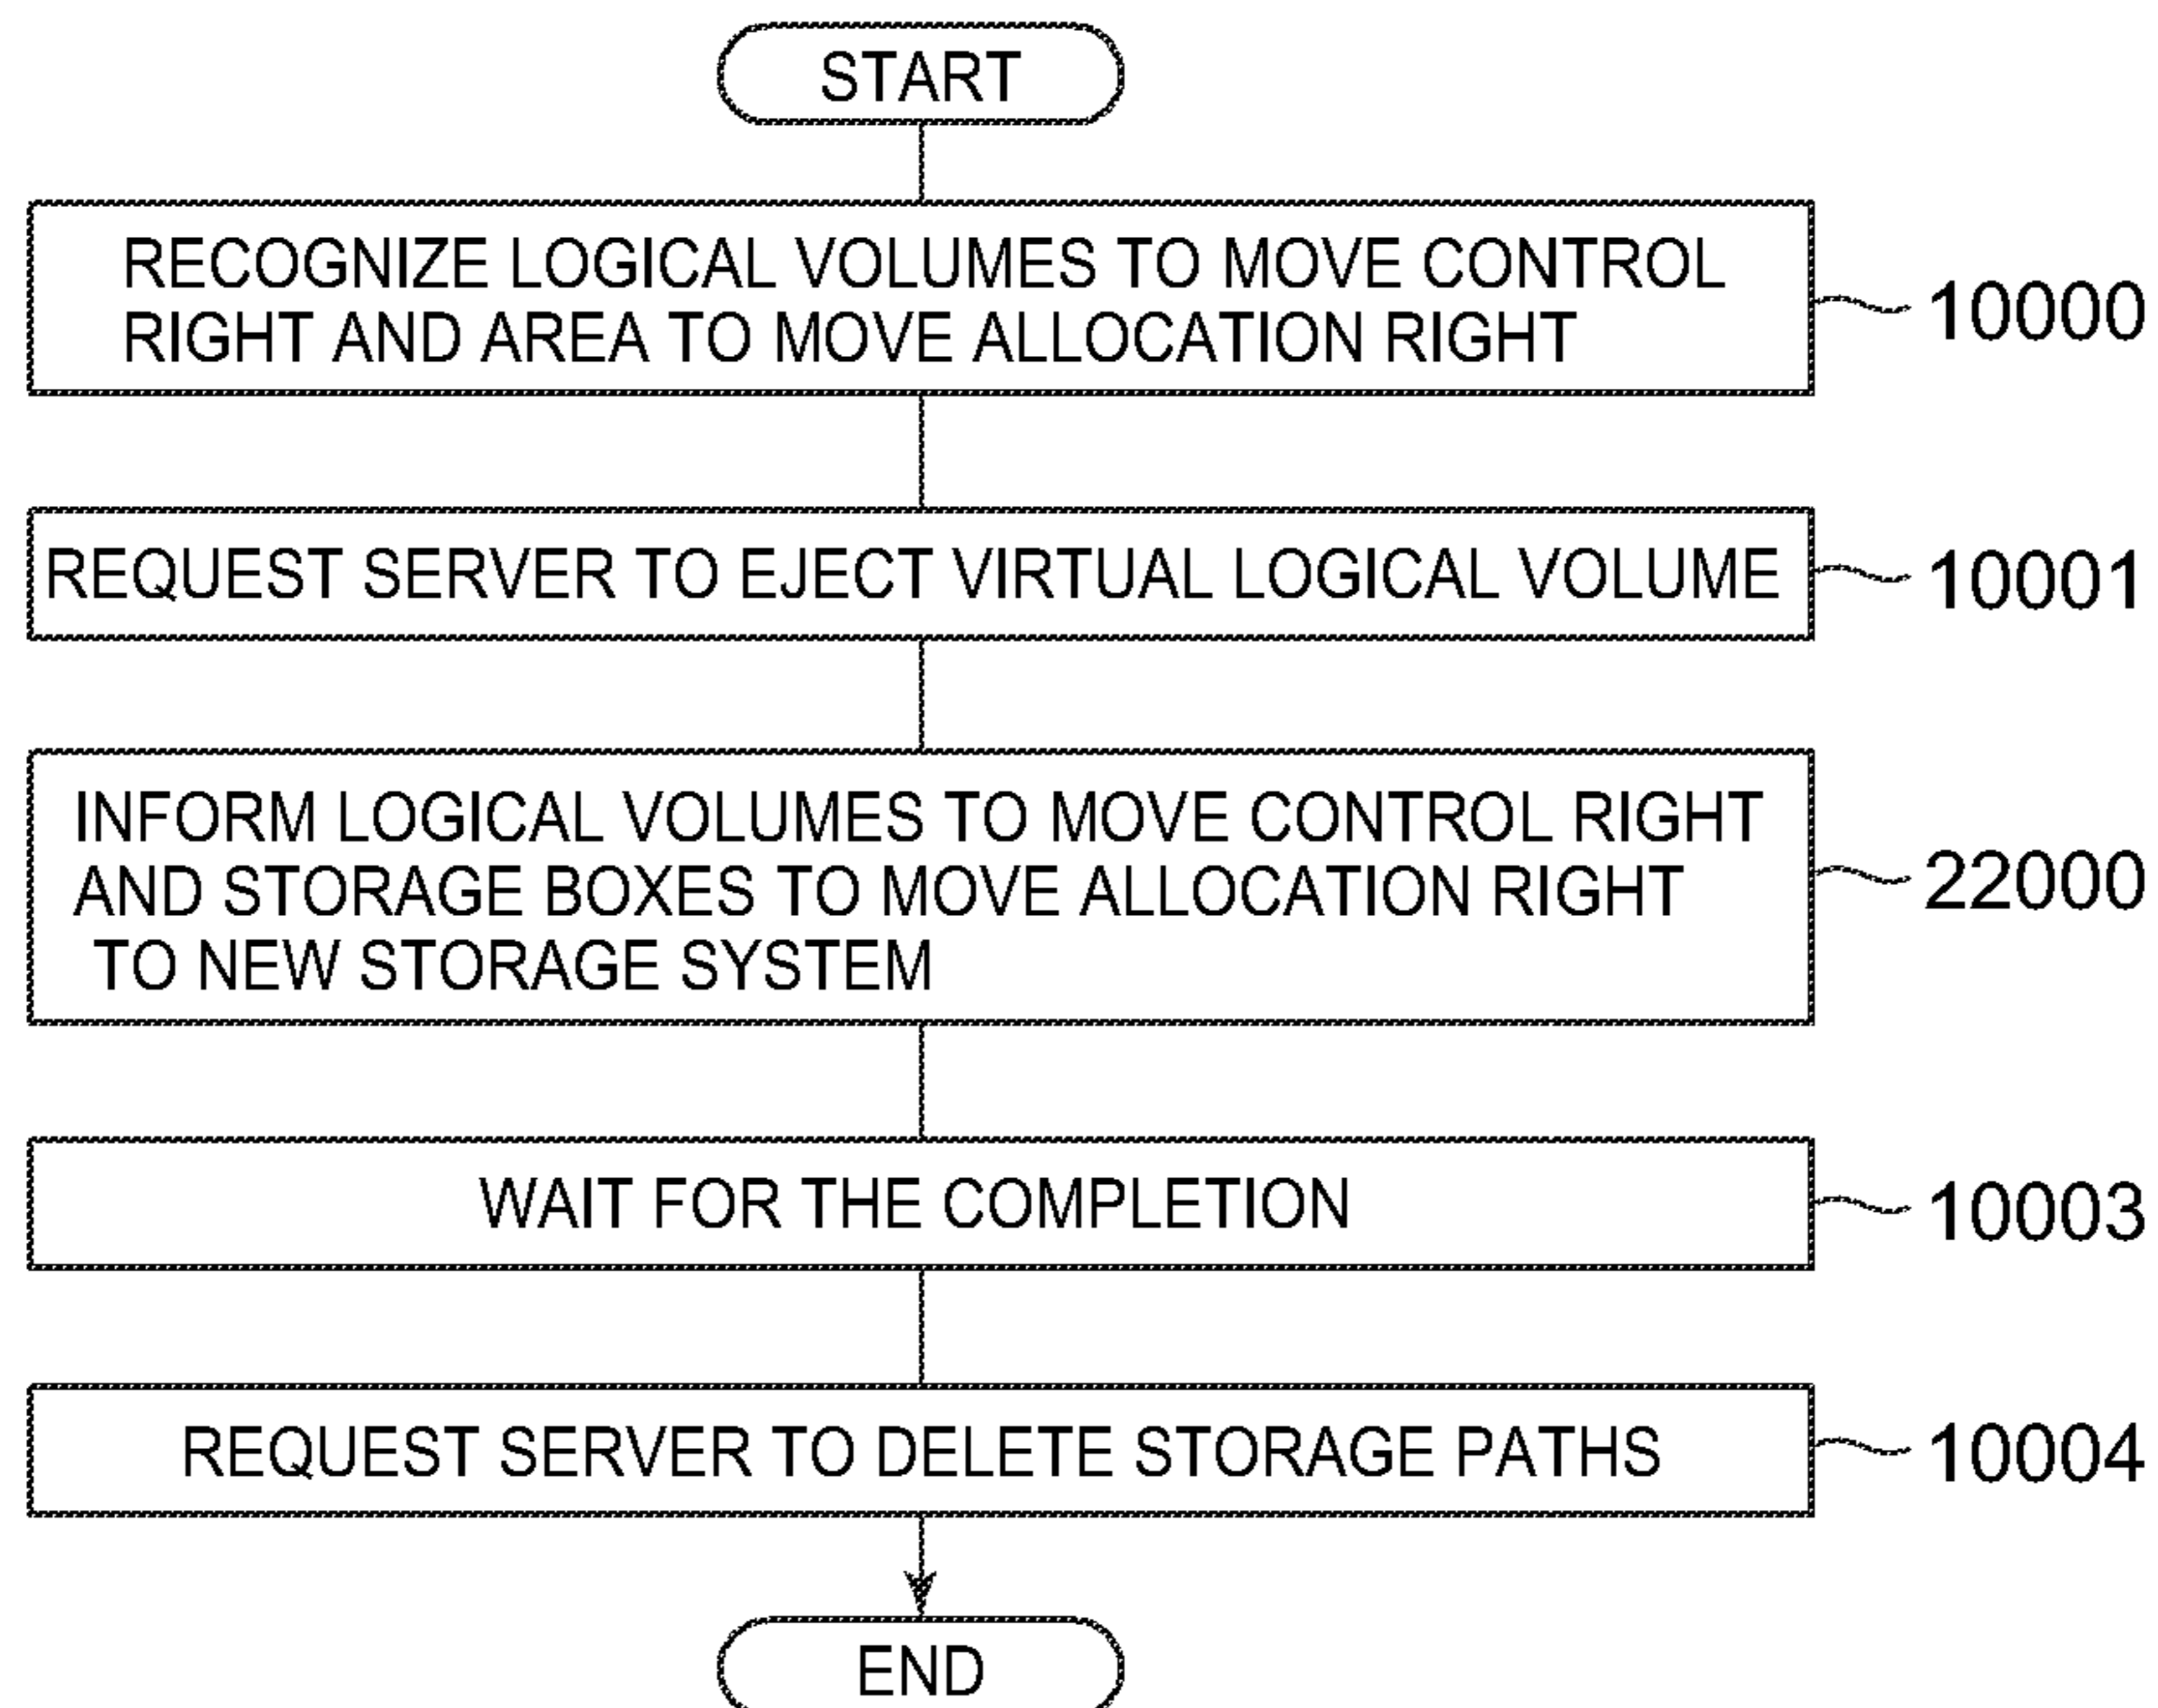 START
RECOGNIZE LOGICAL VOLUMES TO MOVE CONTROL
RIGHT AND AREA TO MOVE ALLOCATION RIGHT
10000
REQUEST SERVER TO EJECT VIRTUAL LOGICAL VOLUME
10001
INFORM LOGICAL VOLUMES TO MOVE CONTROL RIGHT
AND STORAGE BOXES TO MOVE ALLOCATION RIGHT
TO NEW STORAGE SYSTEM
22000
WAIT FOR THE COMPLETION
10003
REQUEST SERVER TO DELETE STORAGE PATHS
10004
END